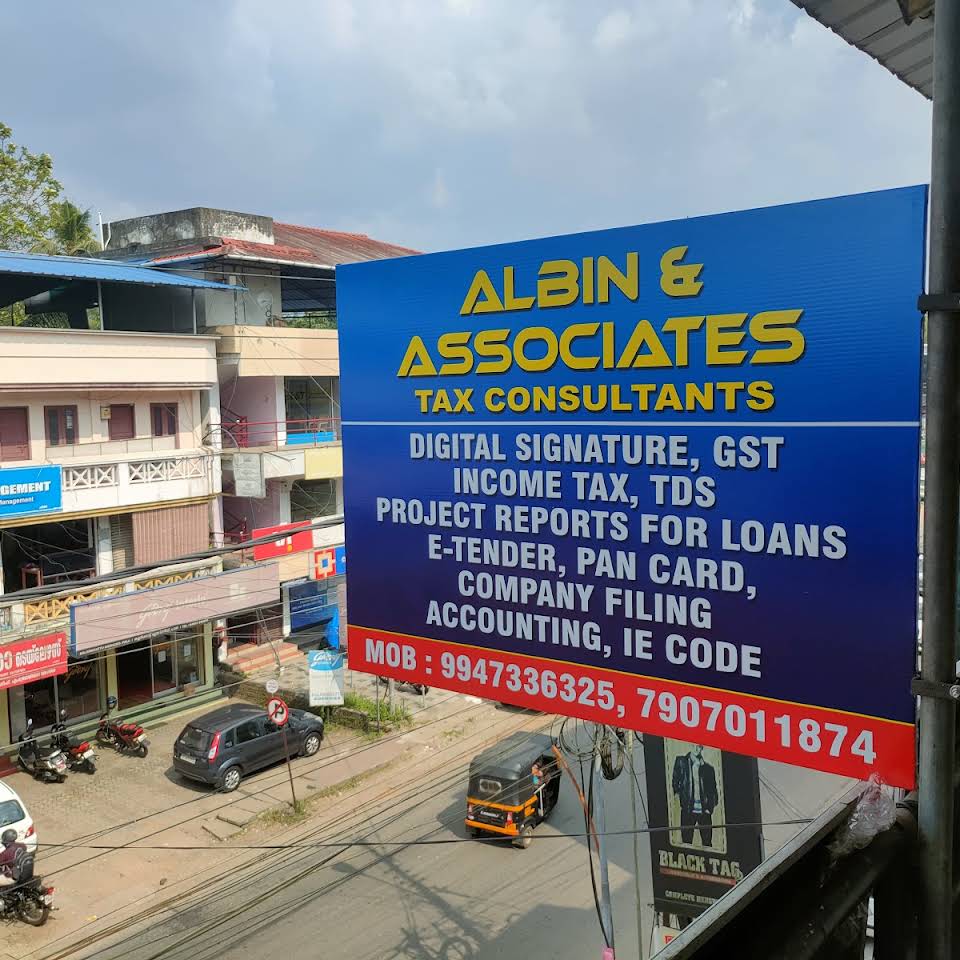 ALBIN &
ASSOCIATES
TAX CONSULTANTS
DIGITAL SIGNATURE, GST
INCOME TAX, TDS
PROJECT REPORTS FOR LOANS
E-TENDER, PAN CARD,
COMPANY FILING
ACCOUNTING, IE CODE
MOB : 9947336325, 7907011874
GEMENT
BLACK TAG